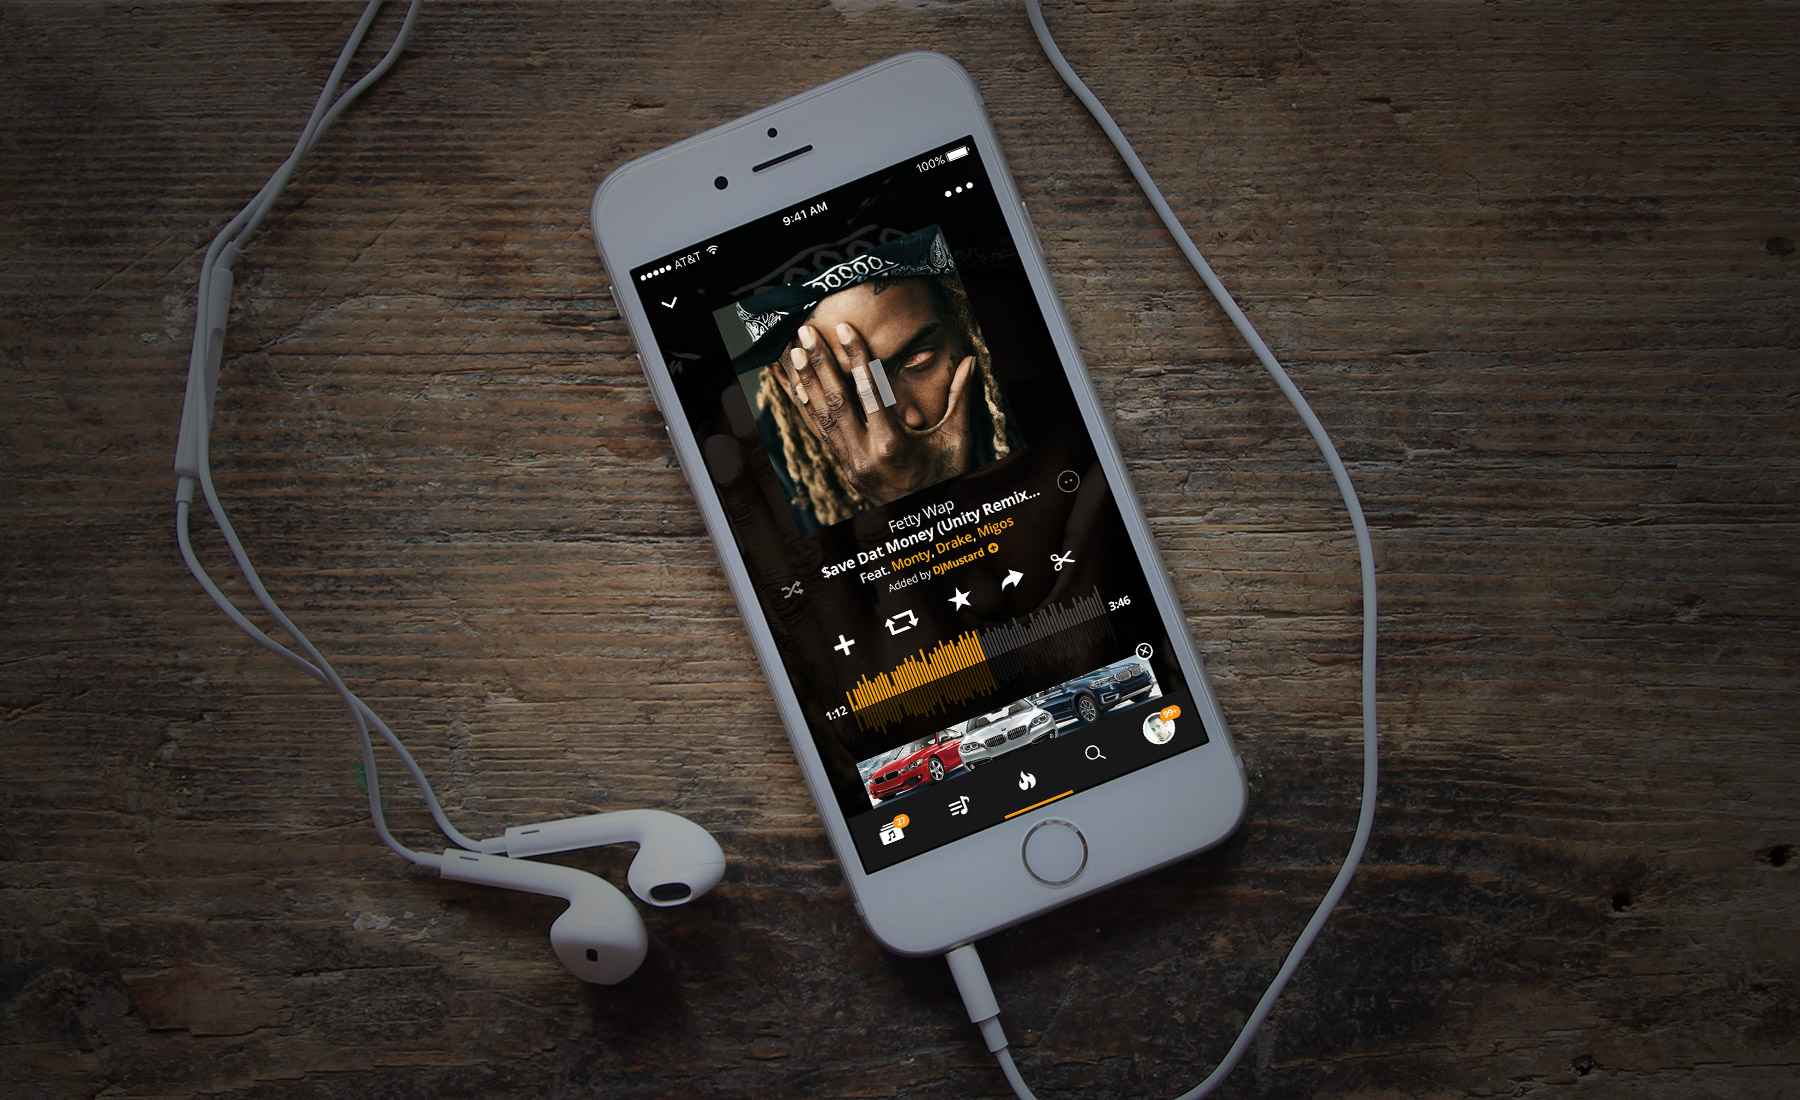 ●●●●● AT&T
9:41 AM
100%
Fetty Wap
$ave Dat Money (Unity Remix...
Feat. Monty, Drake, Migos
Added by DjMustard
1:12
3:46
27
99+